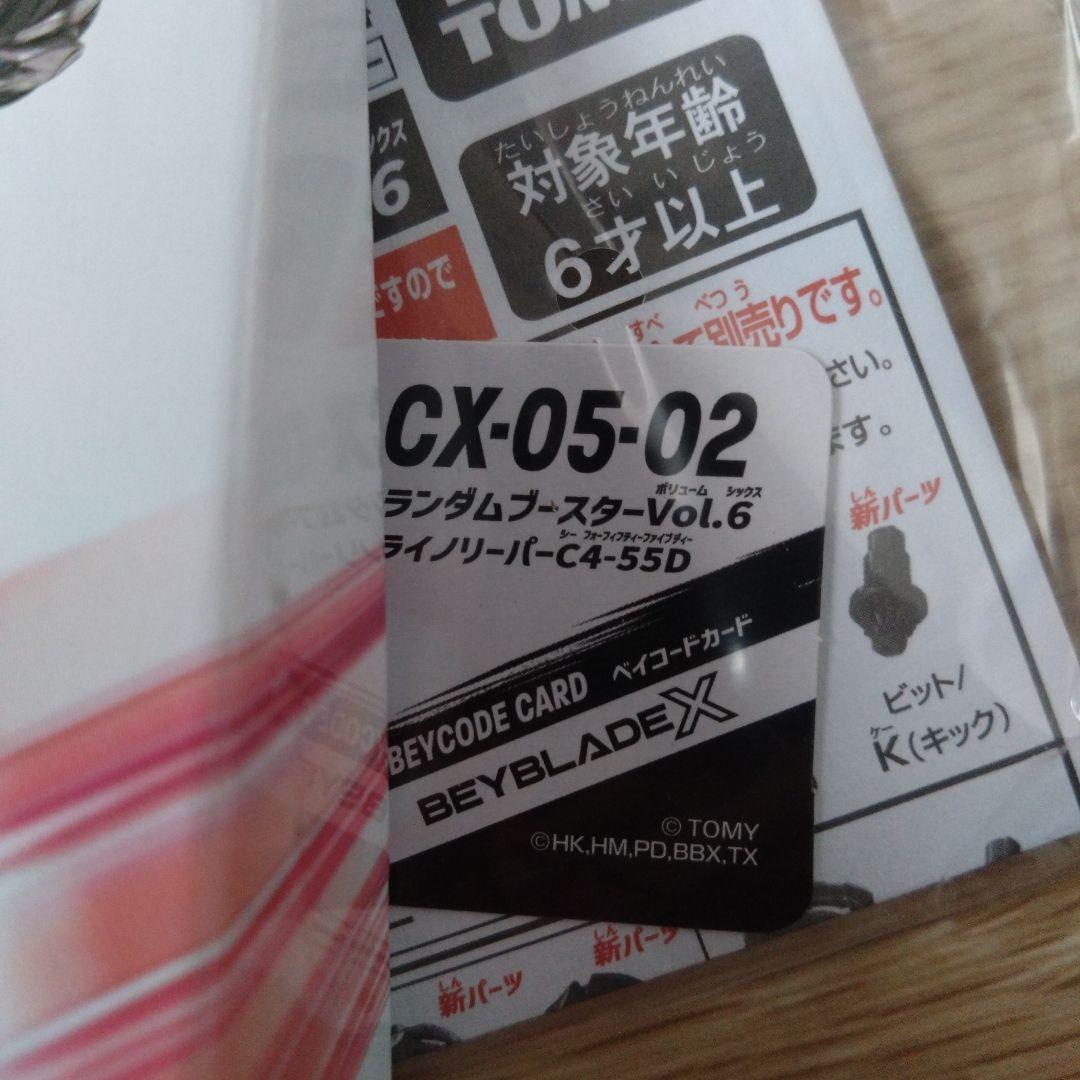 TOM
たいしょうねんれい
対象年齢
さい い じょう
6才以上
ックス
6
ですので
すべ べつ う
て別売りです。
さい。
ます。
CX-05-02
ボリューム シックス
ランダムブースターVol.6
シー フォーフィフティーファイブディー
ライノリーパーC4-55D
BEYCODE CARD ベイコードカード
BEYBLADE X
© TOMY
©HK,HM,PD,BBX,TX
しん
新パーツ
ビット/
ケー
K(キック)
しん
新パーツ
しん
新パーツ